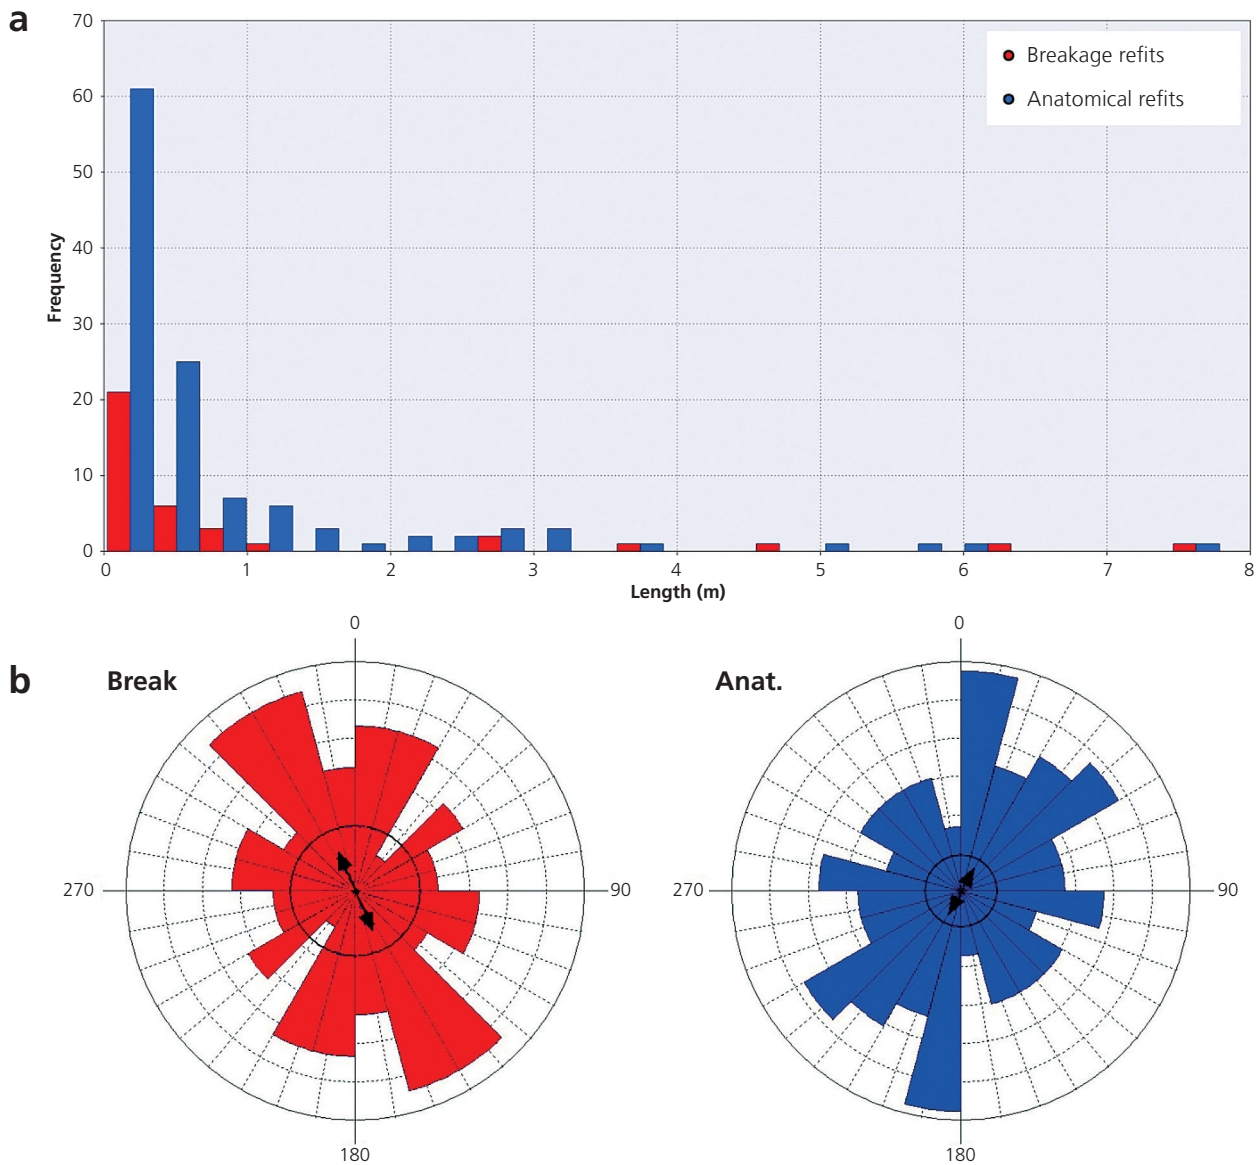 a
70
60
50
40
30
20
10
0
Frequency
Breakage refits
Anatomical refits
0 1 2 3 4 5 6 7 8
Length (m)
b
Break
0
90
180
270
Anat.
0
90
180
270